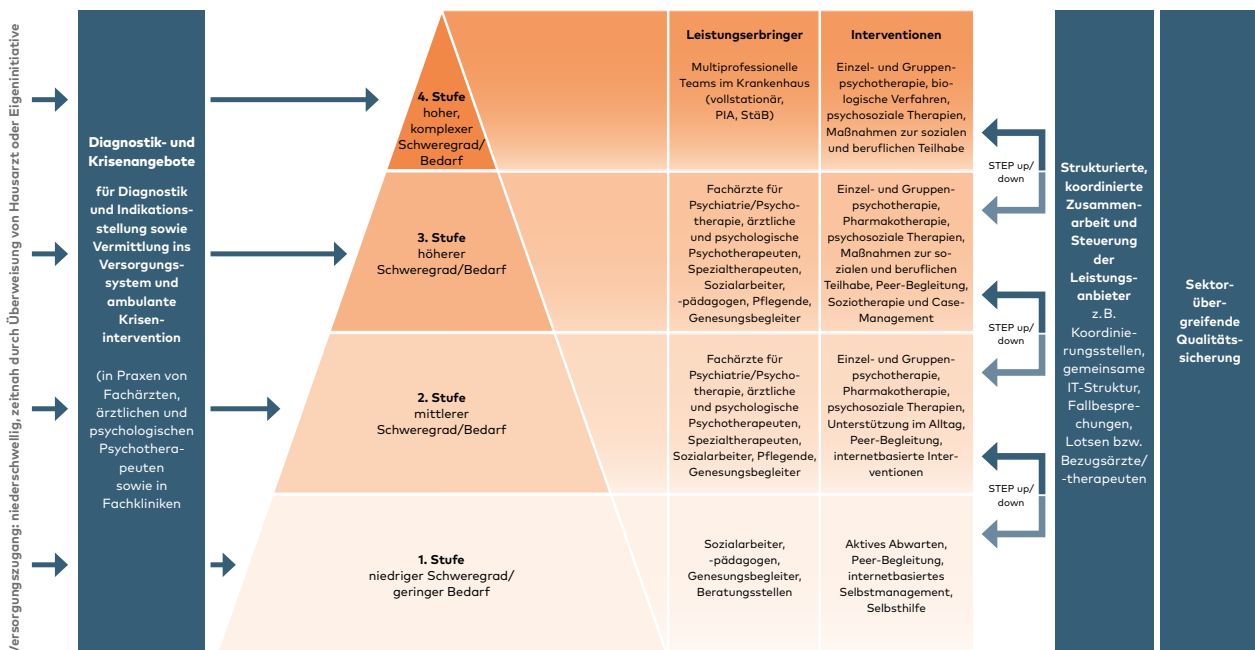 Versorgungszugang: niederschwellig, zeitnah durch Überweisung von Hausarzt oder Eigeninitiative
Diagnostik- und
Krisenangebote
für Diagnostik
und Indikations-
stellung sowie
Vermittlung ins
Versorgungs-
system und
ambulante
Krisen-
intervention
(in Praxen von
Fachärzten,
ärztlichen und
psychologischen
Psychothera-
peuten
sowie in
Fachkliniken
4. Stufe
hoher,
komplexer
Schweregrad/
Bedarf
3. Stufe
höherer
Schweregrad/Bedarf
2. Stufe
mittlerer
Schweregrad/Bedarf
1. Stufe
niedriger Schweregrad/
geringer Bedarf
Leistungserbringer
Multiprofessionelle
Teams im Krankenhaus
(vollstationär,
PIA, StäB)
Fachärzte für
Psychiatrie/Psycho-
therapie, ärztliche
und psychologische
Psychotherapeuten,
Spezialtherapeuten,
Sozialarbeiter,
-pädagogen, Pflegende,
Genesungsbegleiter
Fachärzte für
Psychiatrie/Psycho-
therapie, ärztliche
und psychologische
Psychotherapeuten,
Spezialtherapeuten,
Sozialarbeiter, Pflegende,
Genesungsbegleiter
Sozialarbeiter,
-pädagogen,
Genesungsbegleiter,
Beratungsstellen
Interventionen
Einzel- und Gruppen-
psychotherapie, bio-
logische Verfahren,
psychosoziale Therapien,
Maßnahmen zur sozialen
und beruflichen Teilhabe
Einzel- und Gruppen-
psychotherapie,
Pharmakotherapie,
psychosoziale Therapien,
Maßnahmen zur so-
zialen und beruflichen
Teilhabe, Peer-Begleitung,
Soziotherapie und Case-
Management
Einzel- und Gruppen-
psychotherapie,
Pharmakotherapie,
psychosoziale Therapien,
Unterstützung im Alltag,
Peer-Begleitung,
internetbasierte Inter-
ventionen
Aktives Abwarten,
Peer-Begleitung,
internetbasiertes
Selbstmanagement,
Selbsthilfe
STEP up/
down
STEP up/
down
STEP up/
down
Strukturierte,
koordinierte
Zusammen-
arbeit und
Steuerung
der
Leistungs-
anbieter
z.B.
Koordinie-
rungsstellen,
gemeinsame
IT-Struktur,
Fallbespre-
chungen,
Lotsen bzw.
Bezugsärzte/
-therapeuten
Sektor-
über-
greifende
Qualitäts-
sicherung